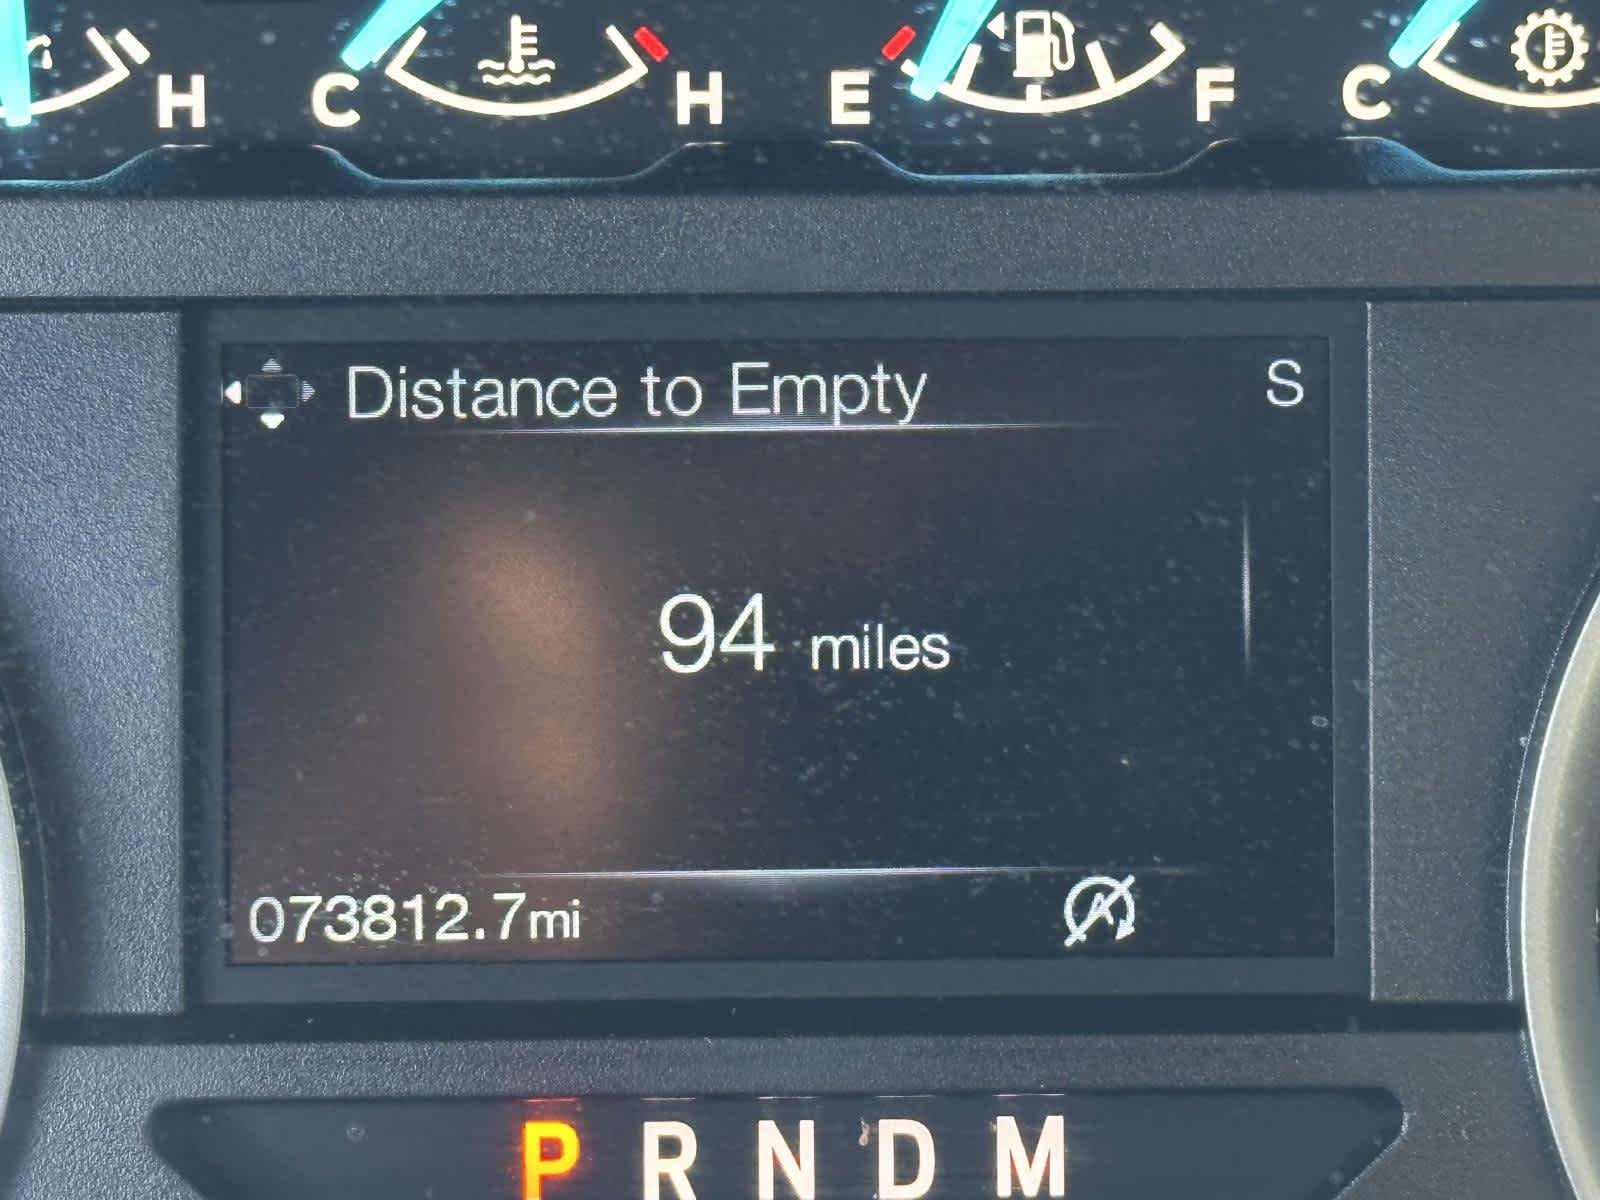 H C H E F C
Distance to Empty S
94 miles
073812.7mi
P R N D M